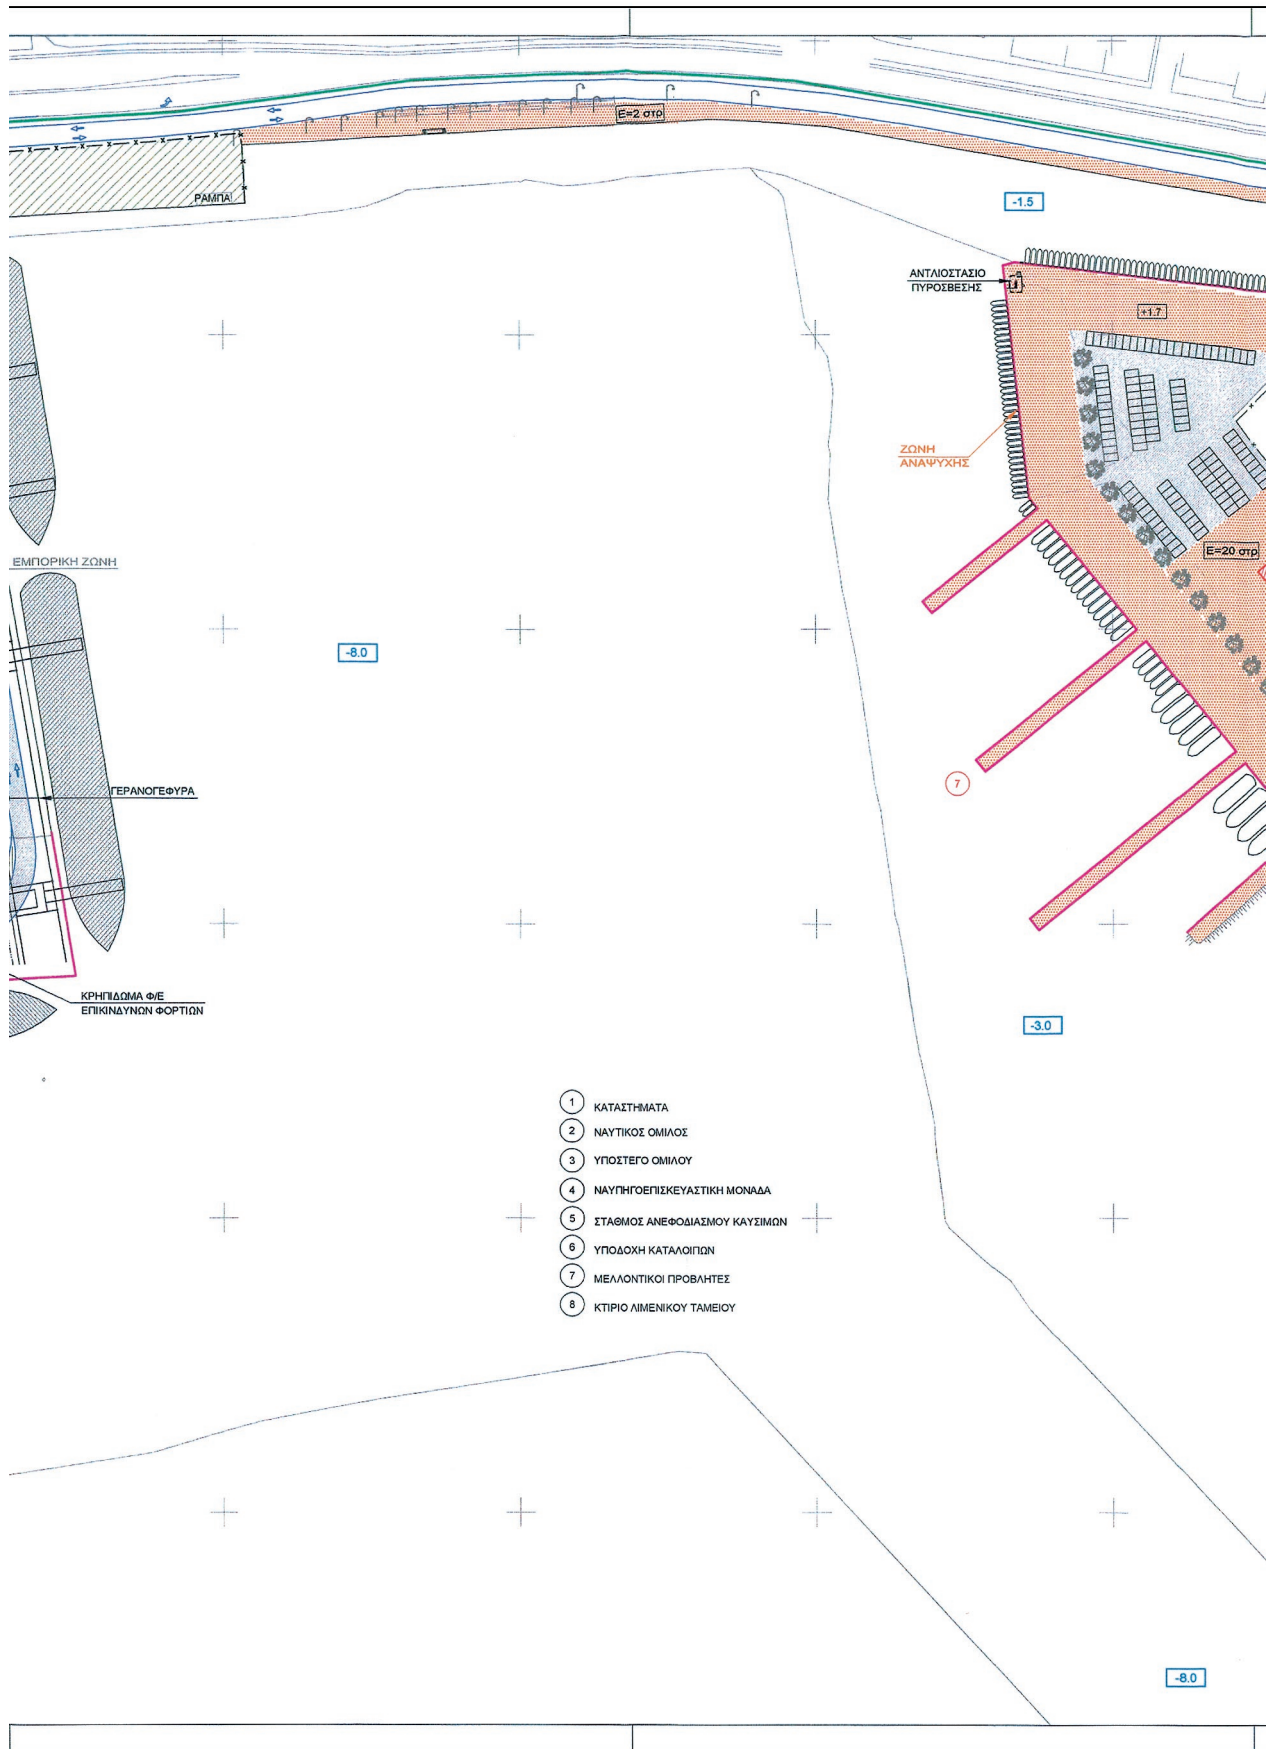 E=2 στρ
ΡΑΜΠΑ
-1.5
ΑΝΤΛΙΟΣΤΑΣΙΟ
ΠΥΡΟΣΒΕΣΗΣ
+1.7
ΖΩΝΗ
ΑΝΑΨΥΧΗΣ
E=20 στρ
ΕΜΠΟΡΙΚΗ ΖΩΝΗ
-8.0
7
ΓΕΡΑΝΟΓΕΦΥΡΑ
ΚΡΗΠΙΔΩΜΑ Φ/Ε
ΕΠΙΚΙΝΔΥΝΩΝ ΦΟΡΤΙΩΝ
-3.0
1 ΚΑΤΑΣΤΗΜΑΤΑ
2 ΝΑΥΤΙΚΟΣ ΟΜΙΛΟΣ
3 ΥΠΟΣΤΕΓΟ ΟΜΙΛΟΥ
4 ΝΑΥΠΗΓΟΕΠΙΣΚΕΥΑΣΤΙΚΗ ΜΟΝΑΔΑ
5 ΣΤΑΘΜΟΣ ΑΝΕΦΟΔΙΑΣΜΟΥ ΚΑΥΣΙΜΩΝ
6 ΥΠΟΔΟΧΗ ΚΑΤΑΛΟΙΠΩΝ
7 ΜΕΛΛΟΝΤΙΚΟΙ ΠΡΟΒΛΗΤΕΣ
8 ΚΤΙΡΙΟ ΛΙΜΕΝΙΚΟΥ ΤΑΜΕΙΟΥ
-8.0